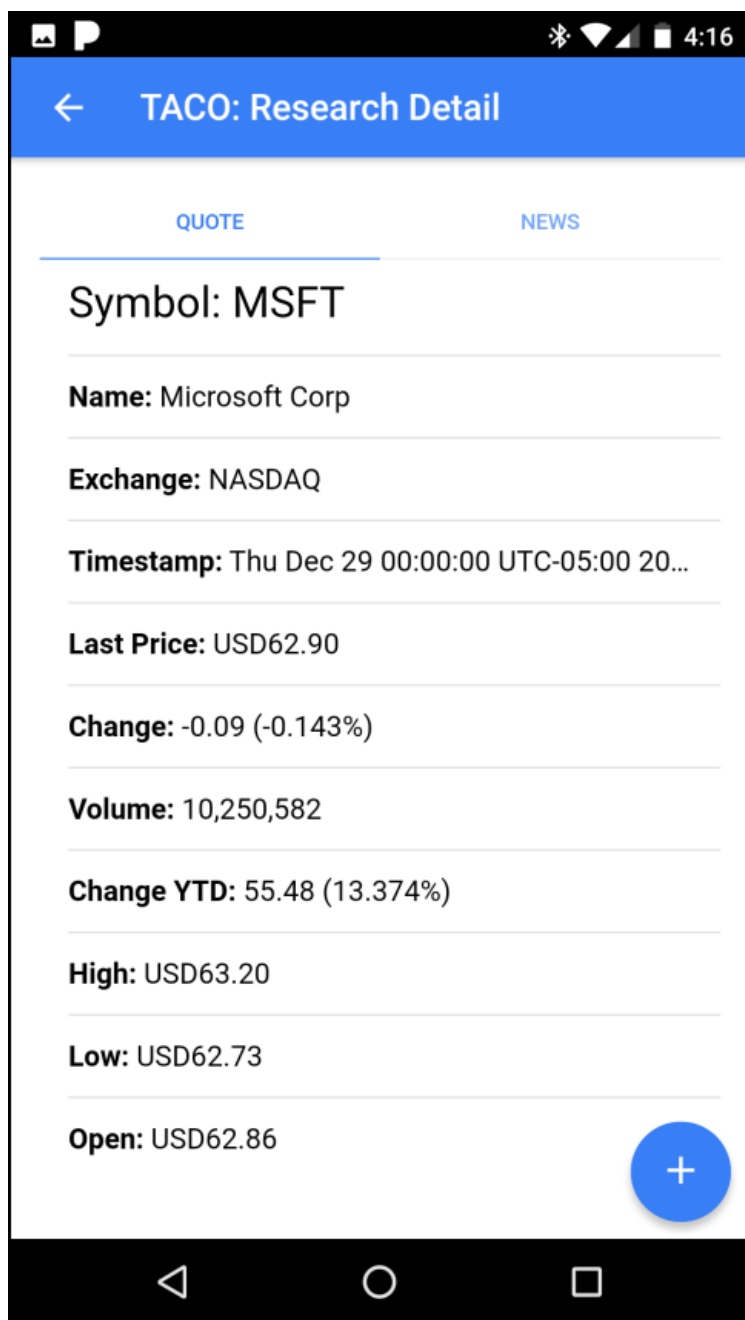 4:16
TACO: Research Detail
QUOTE
NEWS
Symbol: MSFT
Name: Microsoft Corp
Exchange: NASDAQ
Timestamp: Thu Dec 29 00:00:00 UTC-05:00 20...
Last Price: USD62.90
Change: -0.09 (-0.143%)
Volume: 10,250,582
Change YTD: 55.48 (13.374%)
High: USD63.20
Low: USD62.73
Open: USD62.86
+